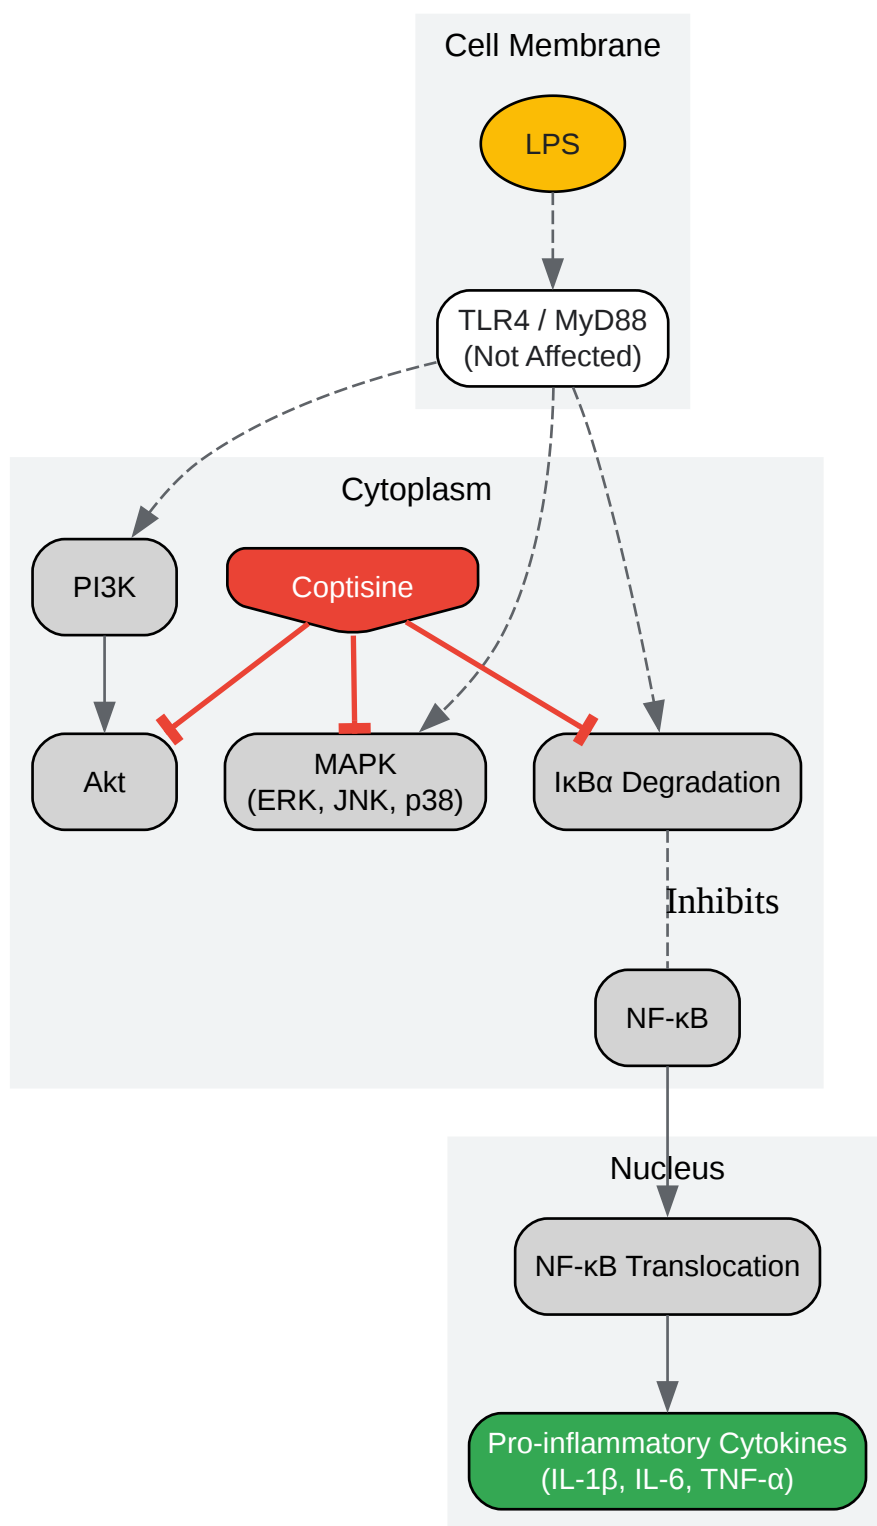 Cell Membrane
LPS
TLR4 / MyD88
(Not Affected)
Cytoplasm
PI3K
Coptisine
Akt
MAPK
(ERK, JNK, p38)
IκBα Degradation
Inhibits
NF-κB
Nucleus
NF-κB Translocation
Pro-inflammatory Cytokines
(IL-1β, IL-6, TNF-α)